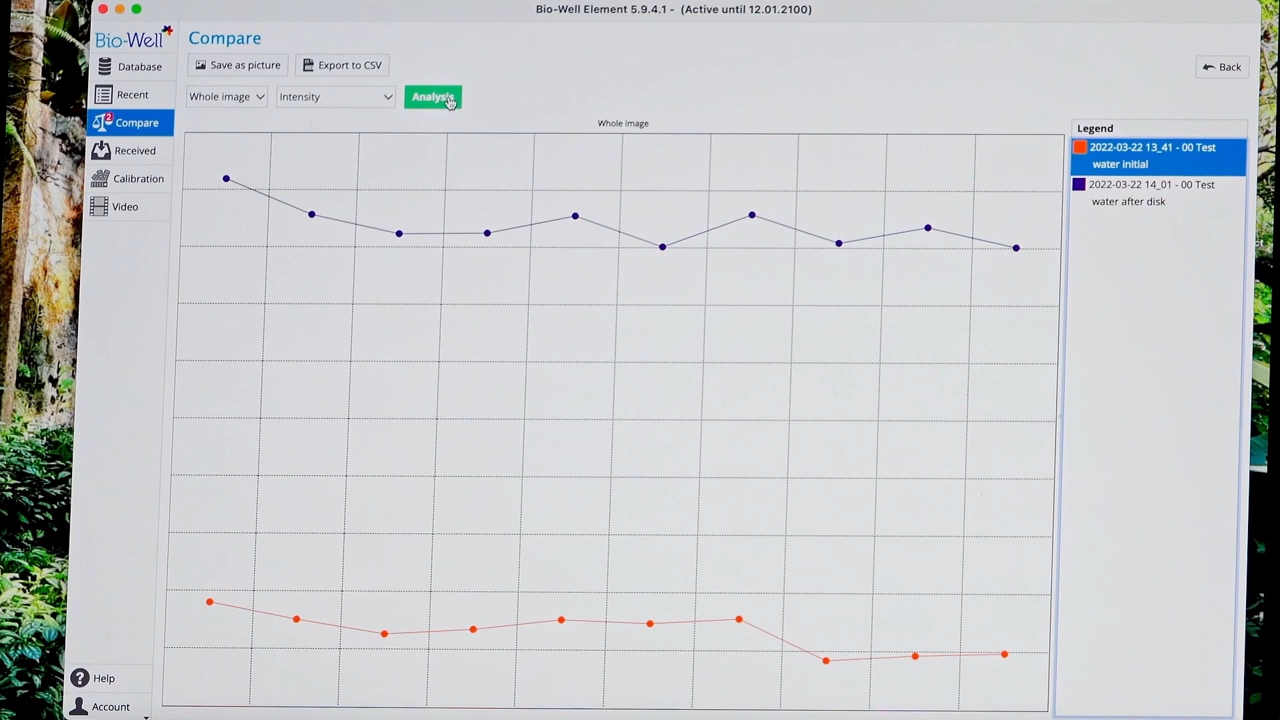 Bio-Well Element 5.9.4.1 - (Active until 12.01.2100)
Bio-Well
Compare
Database
Save as picture
Export to CSV
Back
Recent
Whole image
Intensity
Analysis
2
Compare
Whole image
Legend
Received
2022-03-22 13_41 - 00 Test
water initial
Calibration
2022-03-22 14_01 - 00 Test
water after disk
Video
Help
Account